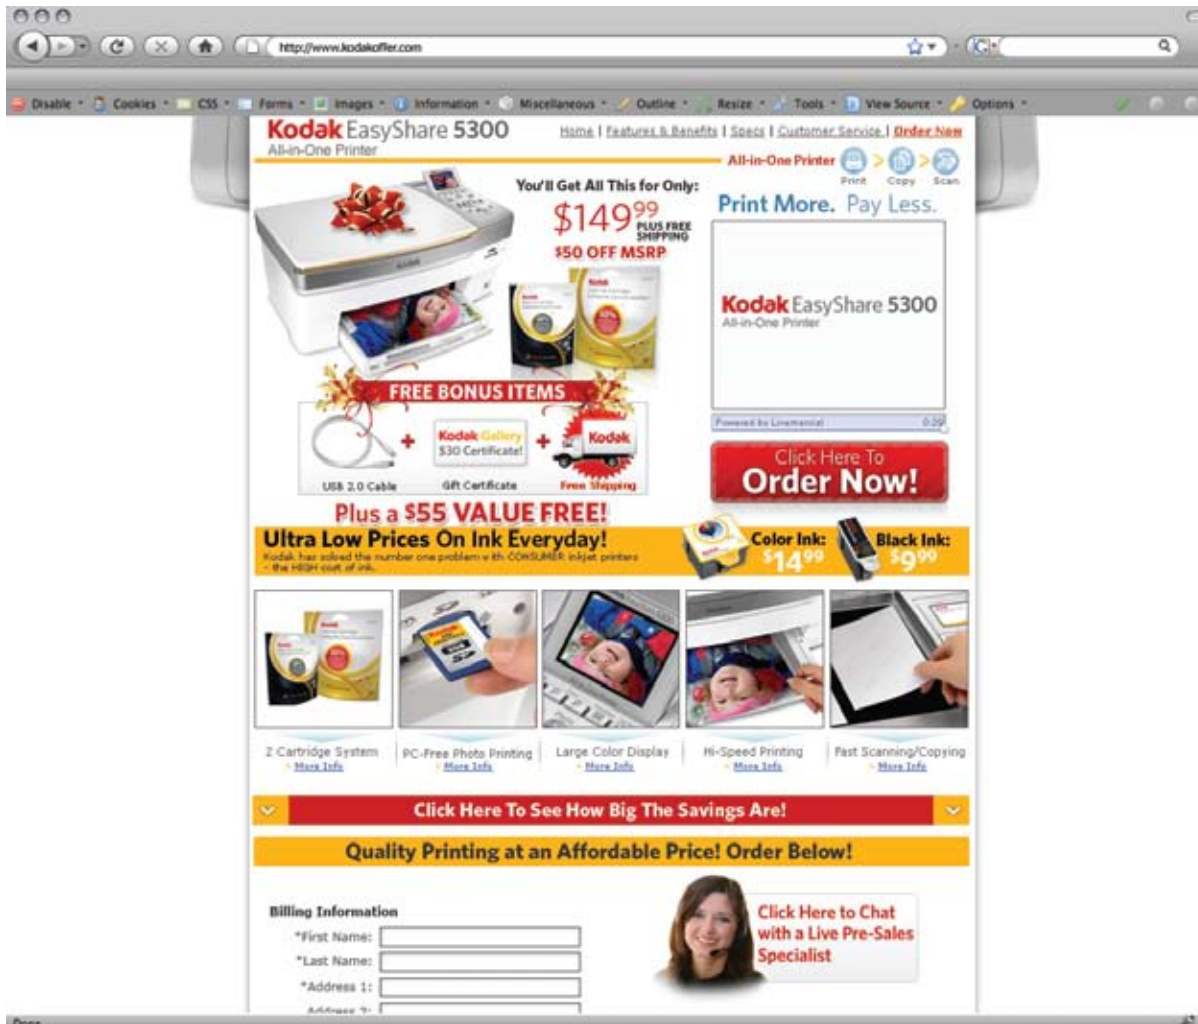 http://www.kodakoffer.com
Disable Cookies CSS Forms Images Information Miscellaneous Outline Resize Tools View Source Options
Kodak EasyShare 5300
All-in-One Printer
Home | Features & Benefits | Specs | Customer Service | Order Now
All-in-One Printer
Print Copy Scan
You'll Get All This for Only:
$149.99
PLUS FREE
SHIPPING
$50 OFF MSRP
Print More. Pay Less.
Kodak EasyShare 5300
All-in-One Printer
Powered by Livemercial 0:29
FREE BONUS ITEMS
Kodak Gallery
$30 Certificate!
Kodak
USB 2.0 Cable
Gift Certificate
Free Shipping
Click Here To
Order Now!
Plus a $55 VALUE FREE!
Ultra Low Prices On Ink Everyday!
Kodak has solved the number one problem with CONSUMER inkjet printers
- the HIGH cost of ink.
Color Ink:
$14.99
Black Ink:
$9.99
2 Cartridge System
More Info
PC-Free Photo Printing
More Info
Large Color Display
More Info
Hi-Speed Printing
More Info
Fast Scanning/Copying
More Info
Click Here To See How Big The Savings Are!
Quality Printing at an Affordable Price! Order Below!
Billing Information
*First Name:
*Last Name:
*Address 1:
Address 2:
Click Here to Chat
with a Live Pre-Sales
Specialist
Done